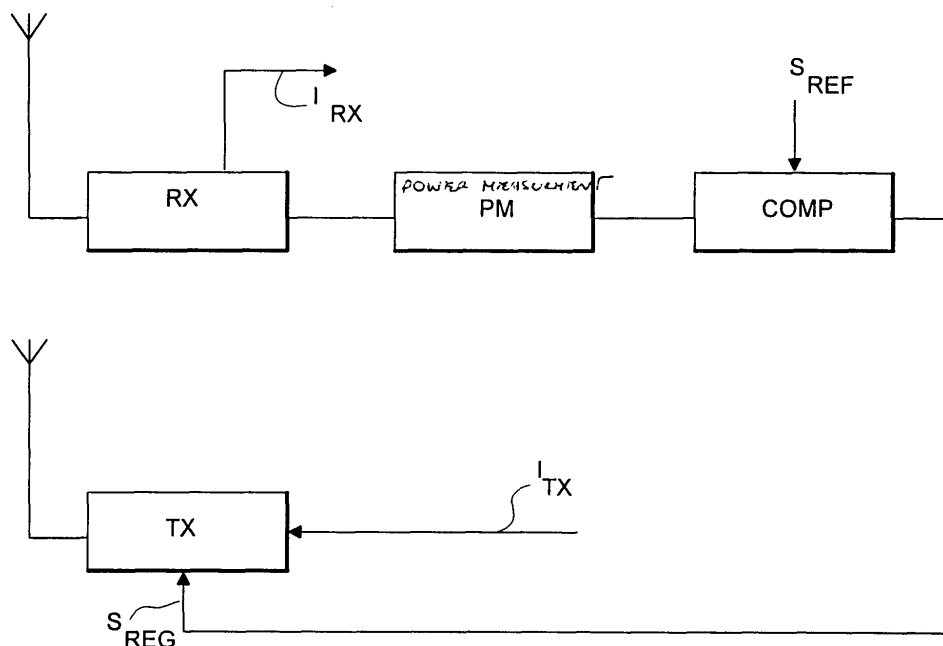 S
REF
I
RX
RX
POWER MEASUREMENT
PM
COMP
I
TX
TX
S
REG